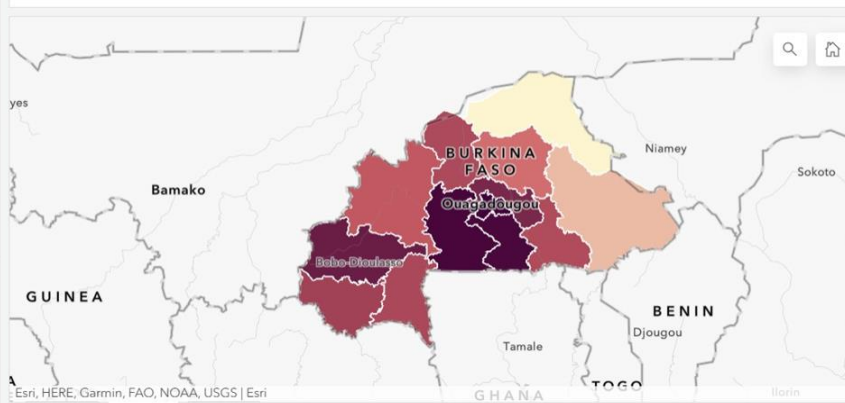 yes
BURKINA
FASO
Niamey
Sokoto
Bamako
Ouagadougou
Bobo-Dioulasso
GUINEA
BENIN
Djougou
Tamale
TOGO
GHANA
Ilorin
A
Esri, HERE, Garmin, FAO, NOAA, USGS | Esri